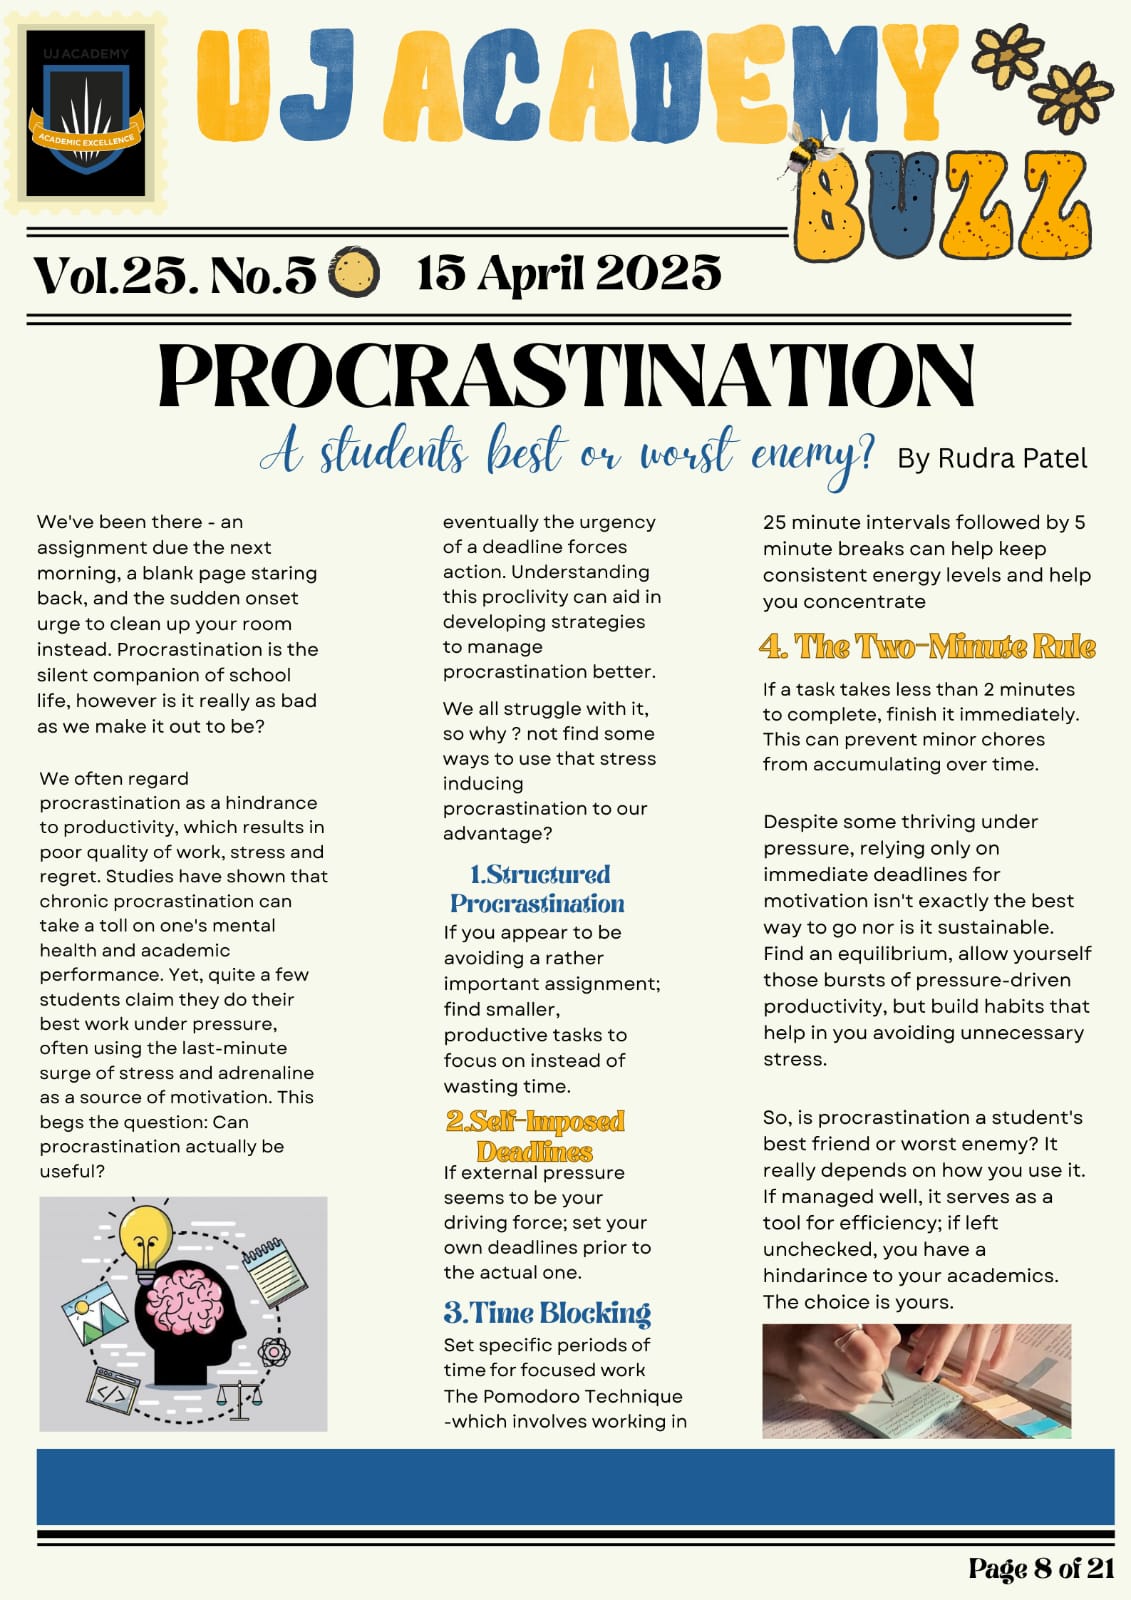 UJ ACADEMY
ACADEMIC EXCELLENCE
UJ ACADEMY
BUZZ
Vol.25. No.5
15 April 2025
PROCRASTINATION
A students best or worst enemy?
By Rudra Patel
We've been there - an
assignment due the next
morning, a blank page staring
back, and the sudden onset
urge to clean up your room
instead. Procrastination is the
silent companion of school
life, however is it really as bad
as we make it out to be?
We often regard
procrastination as a hindrance
to productivity, which results in
poor quality of work, stress and
regret. Studies have shown that
chronic procrastination can
take a toll on one's mental
health and academic
performance. Yet, quite a few
students claim they do their
best work under pressure,
often using the last-minute
surge of stress and adrenaline
as a source of motivation. This
begs the question: Can
procrastination actually be
useful?
</>
eventually the urgency
of a deadline forces
action. Understanding
this proclivity can aid in
developing strategies
to manage
procrastination better.
We all struggle with it,
so why ? not find some
ways to use that stress
inducing
procrastination to our
advantage?
1.Structured
Procrastination
If you appear to be
avoiding a rather
important assignment;
find smaller,
productive tasks to
focus on instead of
wasting time.
2.Self-Imposed
Deadlines
If external pressure
seems to be your
driving force; set your
own deadlines prior to
the actual one.
3.Time Blocking
Set specific periods of
time for focused work
The Pomodoro Technique
-which involves working in
25 minute intervals followed by 5
minute breaks can help keep
consistent energy levels and help
you concentrate
4. The Two-Minute Rule
If a task takes less than 2 minutes
to complete, finish it immediately.
This can prevent minor chores
from accumulating over time.
Despite some thriving under
pressure, relying only on
immediate deadlines for
motivation isn't exactly the best
way to go nor is it sustainable.
Find an equilibrium, allow yourself
those bursts of pressure-driven
productivity, but build habits that
help in you avoiding unnecessary
stress.
So, is procrastination a student's
best friend or worst enemy? It
really depends on how you use it.
If managed well, it serves as a
tool for efficiency; if left
unchecked, you have a
hindarince to your academics.
The choice is yours.
Page 8 of 21